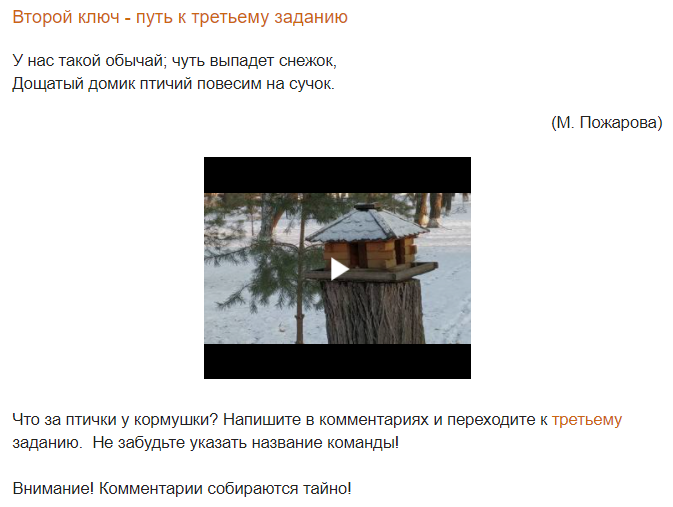 Второй ключ - путь к третьему заданию
У нас такой обычай; чуть выпадет снежок,
Дощатый домик птичий повесим на сучок.
(М. Пожарова)
Что за птички у кормушки? Напишите в комментариях и переходите к третьему
заданию.  Не забудьте указать название команды!
Внимание! Комментарии собираются тайно!